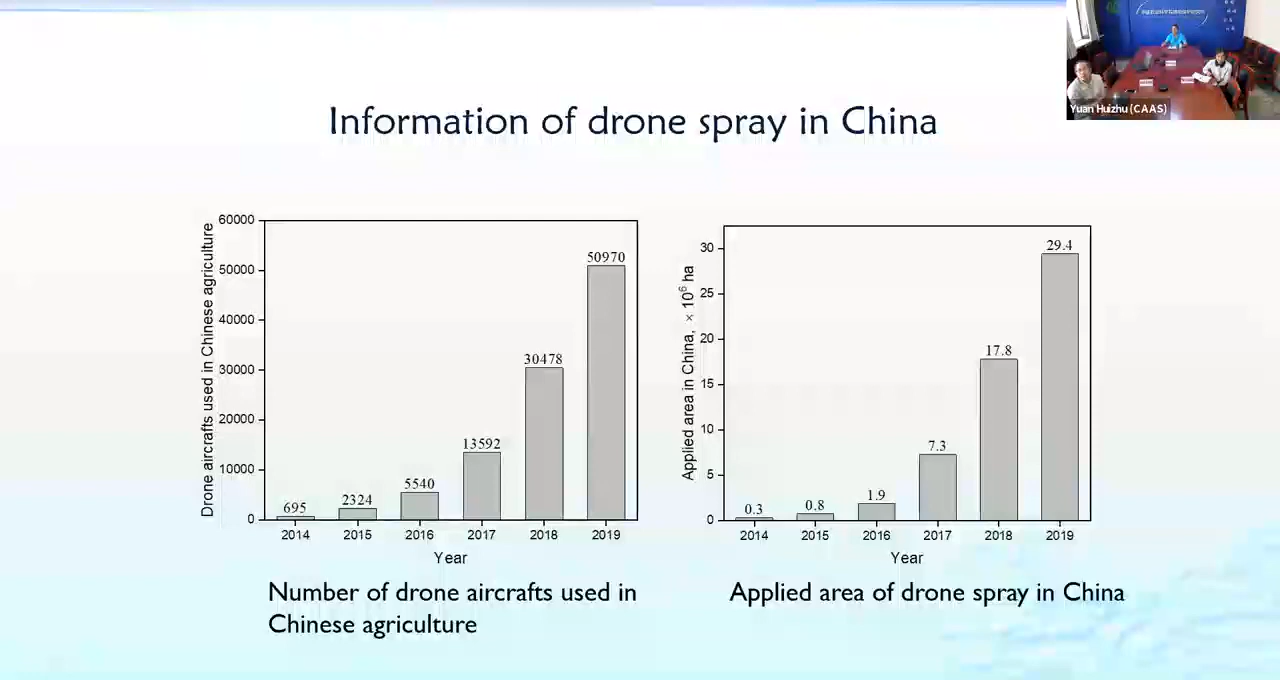 Yuan Huizhu (CAAS)
Information of drone spray in China
Drone aircrafts used in Chinese agriculture
60000
50000
40000
30000
20000
10000
0
695
2324
5540
13592
30478
50970
2014 2015 2016 2017 2018 2019
Year
Number of drone aircrafts used in
Chinese agriculture
Applied area in China, × 10⁶ ha
30
25
20
15
10
5
0
0.3
0.8
1.9
7.3
17.8
29.4
2014 2015 2016 2017 2018 2019
Year
Applied area of drone spray in China